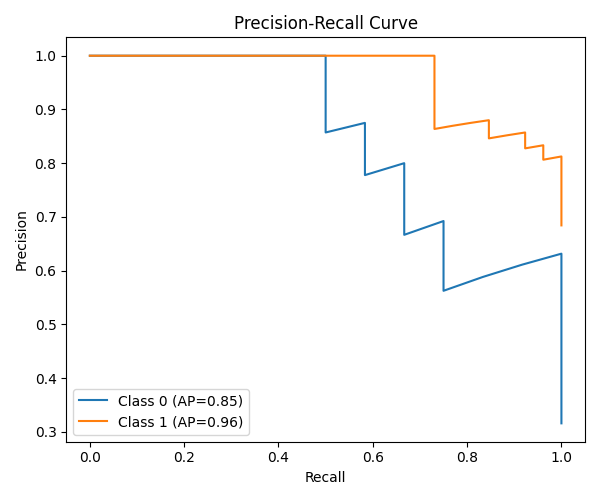 Precision-Recall Curve
1.0
0.9
0.8
0.7
0.6
0.5
0.4
0.3
Precision
Class 0 (AP=0.85)
Class 1 (AP=0.96)
0.0 0.2 0.4 0.6 0.8 1.0
Recall